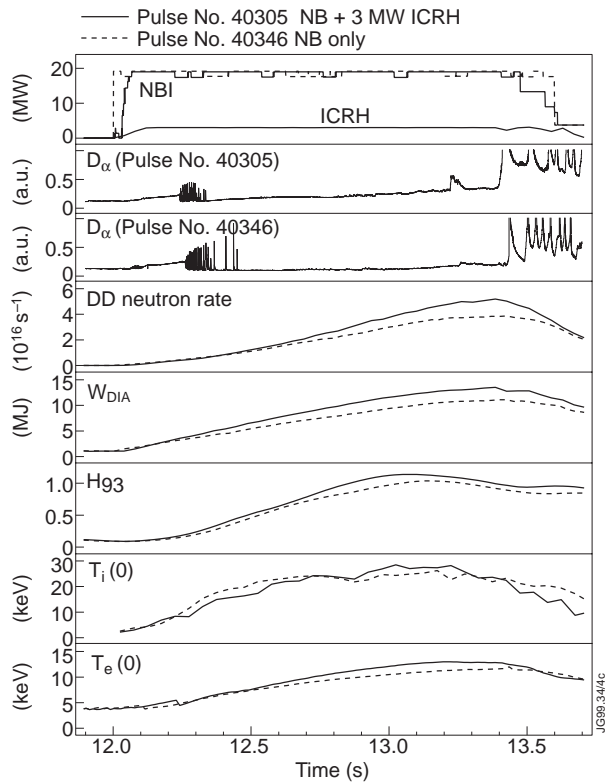 Pulse No. 40305 NB + 3 MW ICRH
Pulse No. 40346 NB only
20
10
0
(MW)
NBI
ICRH
0.5
0
(a.u.)
Dα (Pulse No. 40305)
0.5
0
(a.u.)
Dα (Pulse No. 40346)
6
4
2
0
(10¹⁶ s⁻¹)
DD neutron rate
15
10
5
0
(MJ)
WDIA
1.0
0.5
0
H93
30
20
10
0
(keV)
Ti (0)
15
10
5
0
(keV)
Te (0)
12.0 12.5 13.0 13.5
Time (s)
JG99.34/4c